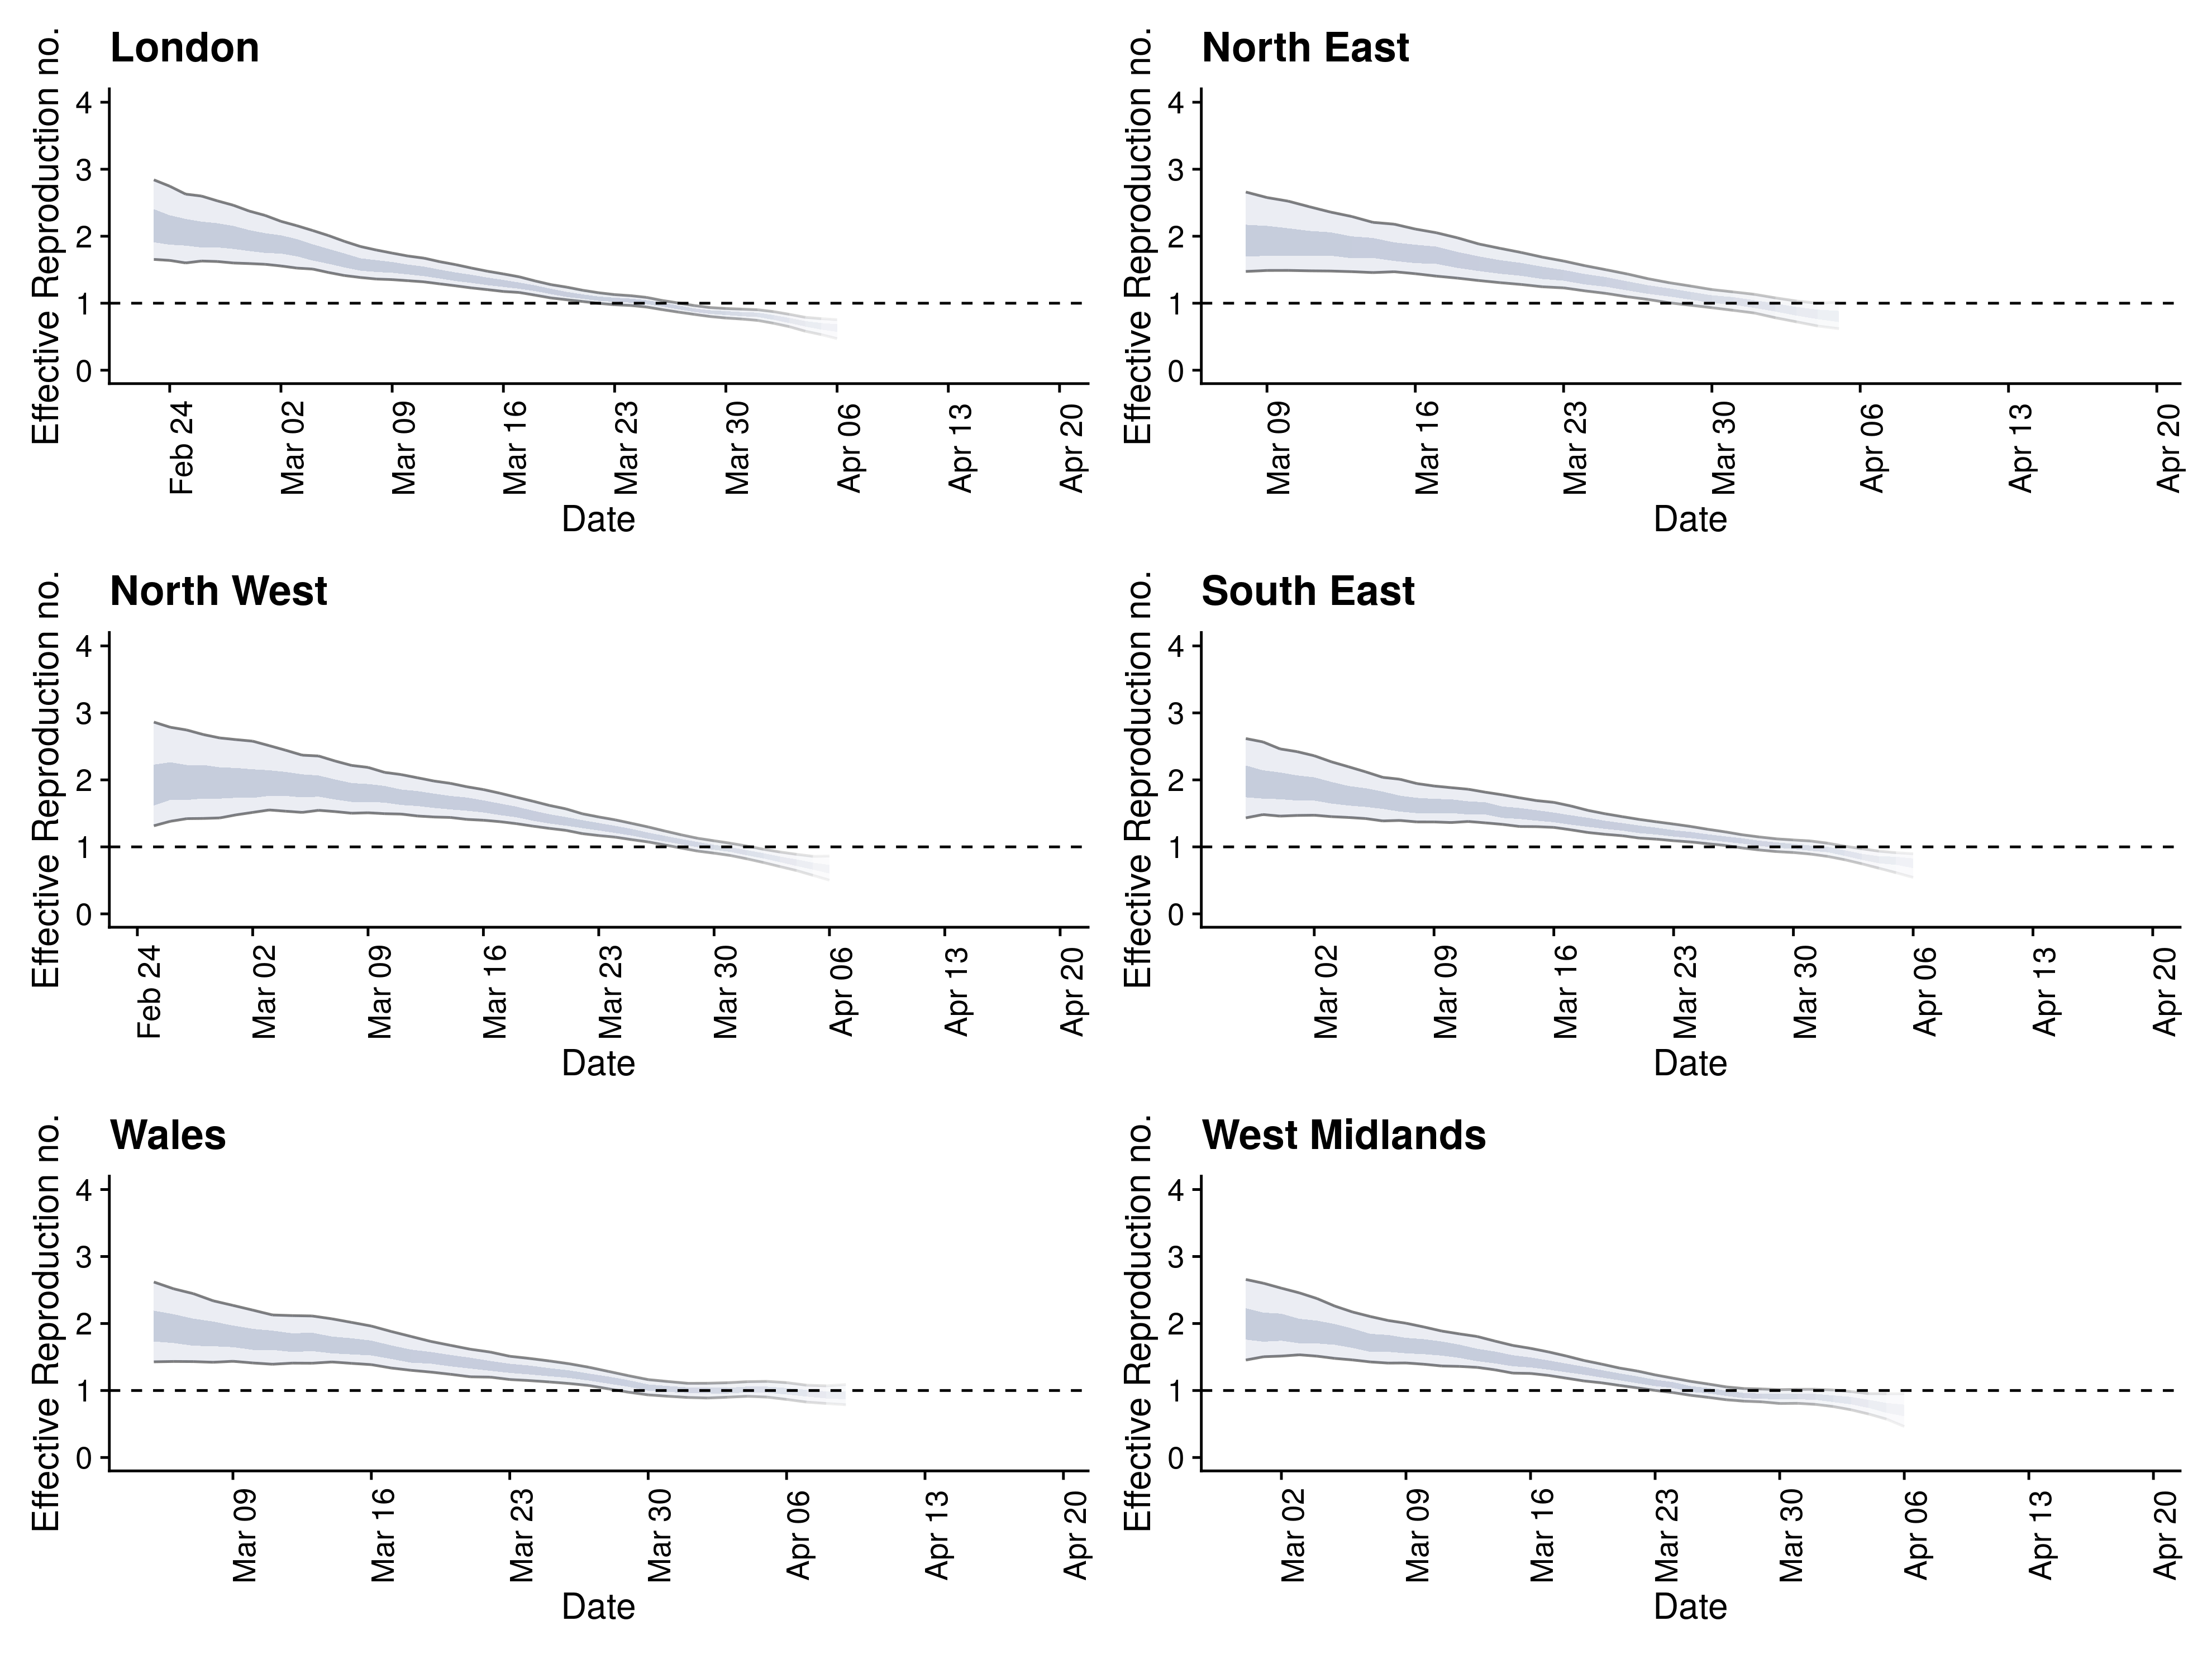 London
Effective Reproduction no.
4
3
2
1
0
Feb 24
Mar 02
Mar 09
Mar 16
Mar 23
Mar 30
Apr 06
Apr 13
Apr 20
Date
North East
Effective Reproduction no.
4
3
2
1
0
Mar 09
Mar 16
Mar 23
Mar 30
Apr 06
Apr 13
Apr 20
Date
North West
Effective Reproduction no.
4
3
2
1
0
Feb 24
Mar 02
Mar 09
Mar 16
Mar 23
Mar 30
Apr 06
Apr 13
Apr 20
Date
South East
Effective Reproduction no.
4
3
2
1
0
Mar 02
Mar 09
Mar 16
Mar 23
Mar 30
Apr 06
Apr 13
Apr 20
Date
Wales
Effective Reproduction no.
4
3
2
1
0
Mar 09
Mar 16
Mar 23
Mar 30
Apr 06
Apr 13
Apr 20
Date
West Midlands
Effective Reproduction no.
4
3
2
1
0
Mar 02
Mar 09
Mar 16
Mar 23
Mar 30
Apr 06
Apr 13
Apr 20
Date